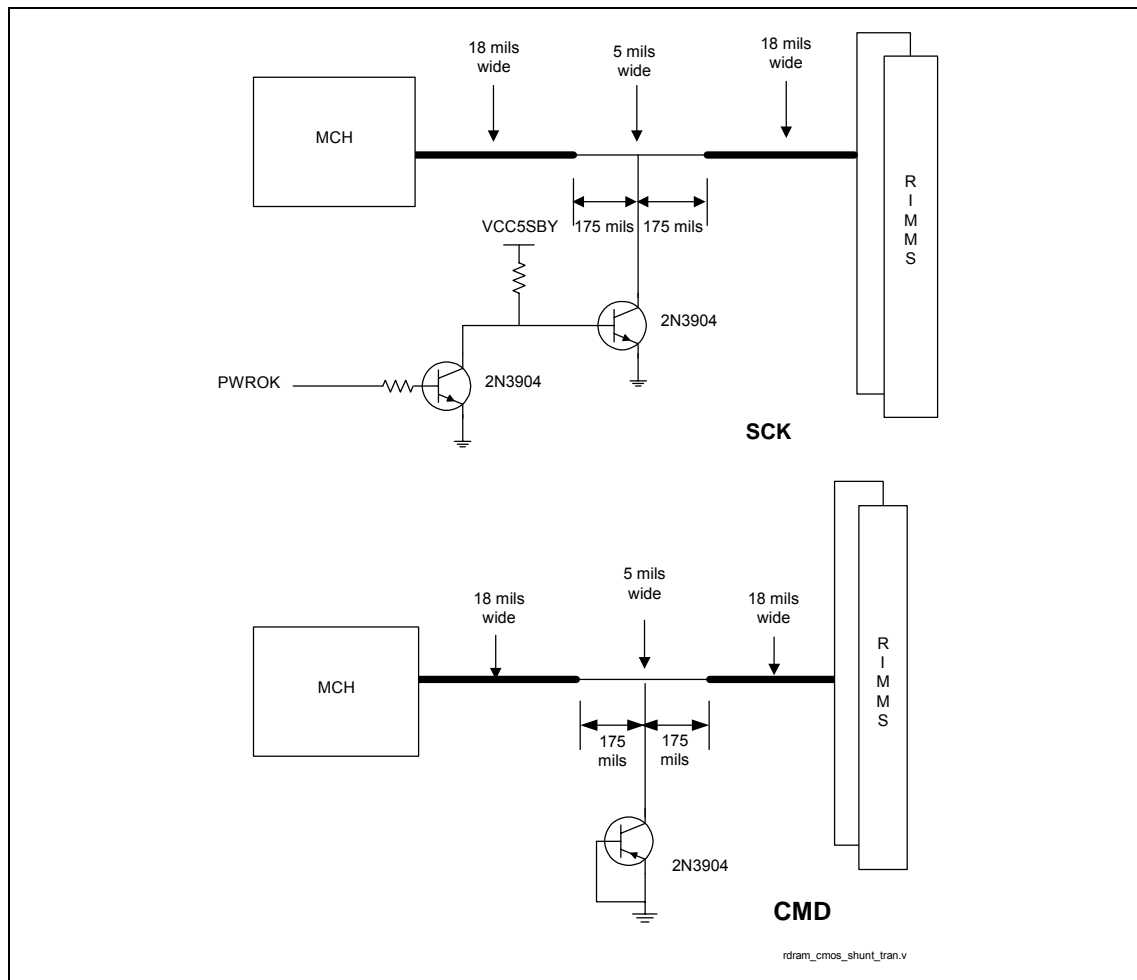 18 mils
wide
5 mils
wide
18 mils
wide
MCH
R
I
M
M
S
175 mils
175 mils
VCC5SBY
2N3904
PWROK
2N3904
SCK
18 mils
wide
5 mils
wide
18 mils
wide
MCH
R
I
M
M
S
175
mils
175
mils
2N3904
CMD
rdram_cmos_shunt_tran.v